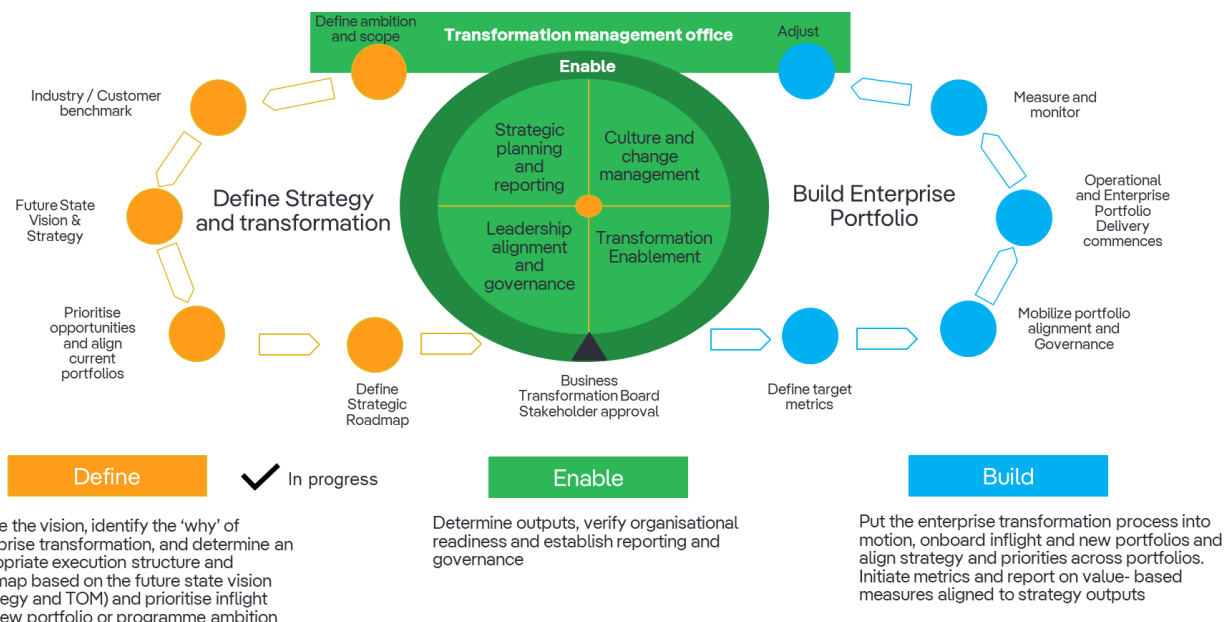 Define ambition
and scope
Transformation management office
Adjust
Enable
Industry / Customer
benchmark
Measure and
monitor
Strategic
planning
and
reporting
Culture and
change
management
Define Strategy
and transformation
Build Enterprise
Portfolio
Future State
Vision &
Strategy
Operational
and Enterprise
Portfolio
Delivery
commences
Leadership
alignment
and
governance
Transformation
Enablement
Prioritise
opportunities
and align
current
portfolios
Mobilize portfolio
alignment and
Governance
Define
Strategic
Roadmap
Business
Transformation Board
Stakeholder approval
Define target
metrics
Define
In progress
Enable
Build
e the vision, identify the ‘why’ of
prise transformation, and determine an
opriate execution structure and
map based on the future state vision
egy and TOM) and prioritise inflight
ew portfolio or programme ambition
Determine outputs, verify organisational
readiness and establish reporting and
governance
Put the enterprise transformation process into
motion, onboard inflight and new portfolios and
align strategy and priorities across portfolios.
Initiate metrics and report on value- based
measures aligned to strategy outputs